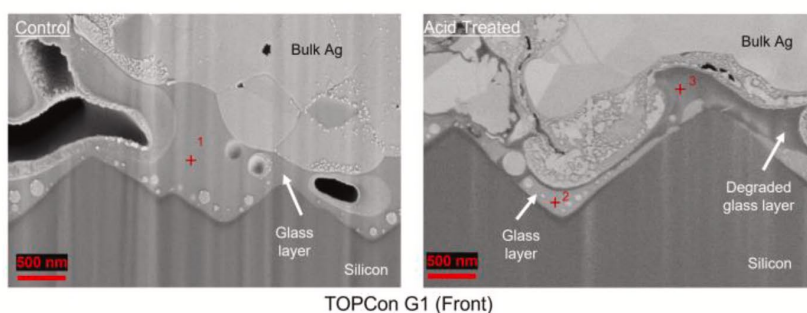 Control
Bulk Ag
1
Glass
layer
500 nm
Silicon
Acid Treated
Bulk Ag
3
2
Glass
layer
Degraded
glass layer
500 nm
Silicon
TOPCon G1 (Front)